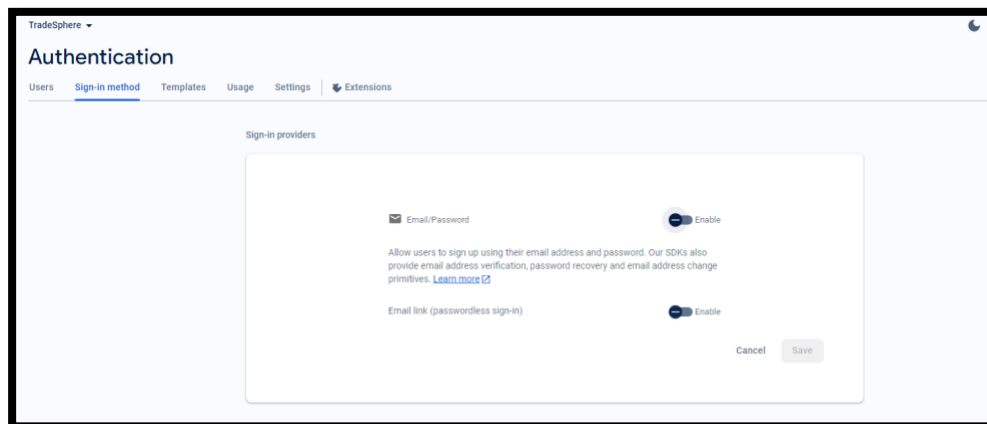 TradeSphere
Authentication
Users Sign-in method Templates Usage Settings Extensions
Sign-in providers
Email/Password Enable
Allow users to sign up using their email address and password. Our SDKs also
provide email address verification, password recovery and email address change
primitives. Learn more
Email link (passwordless sign-in) Enable
Cancel Save